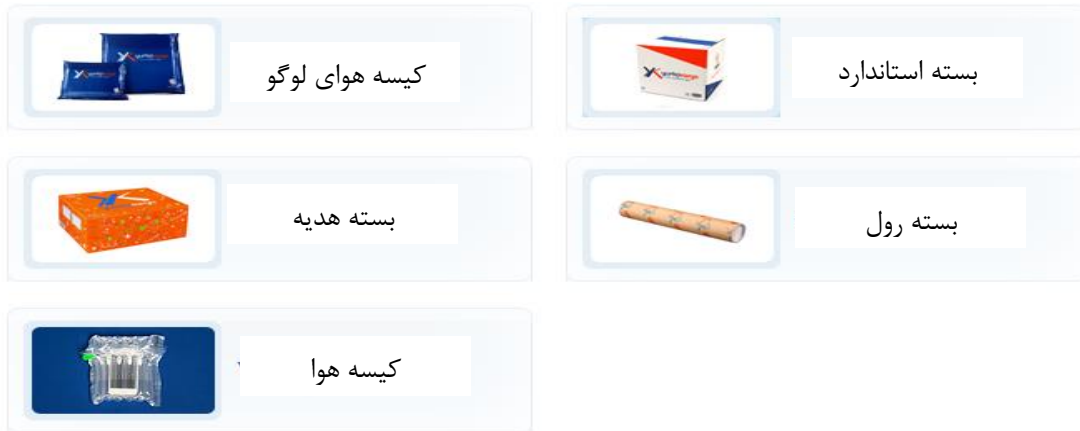 بسته استاندارد
کیسه هوای لوگو
بسته رول
بسته هدیه
کیسه هوا